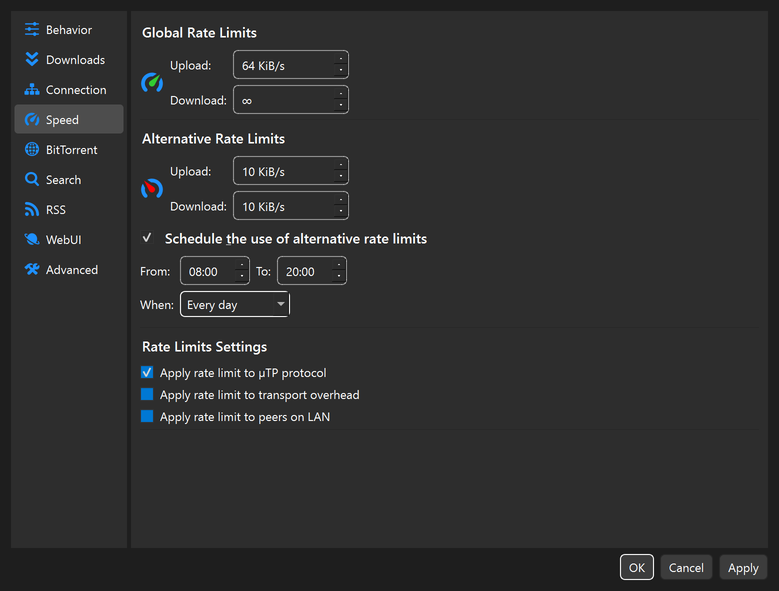 Behavior
Downloads
Connection
Speed
BitTorrent
Search
RSS
WebUI
Advanced
Global Rate Limits
Upload: 64 KiB/s
Download: ∞
Alternative Rate Limits
Upload: 10 KiB/s
Download: 10 KiB/s
Schedule the use of alternative rate limits
From: 08:00 To: 20:00
When: Every day
Rate Limits Settings
Apply rate limit to µTP protocol
Apply rate limit to transport overhead
Apply rate limit to peers on LAN
OK Cancel Apply